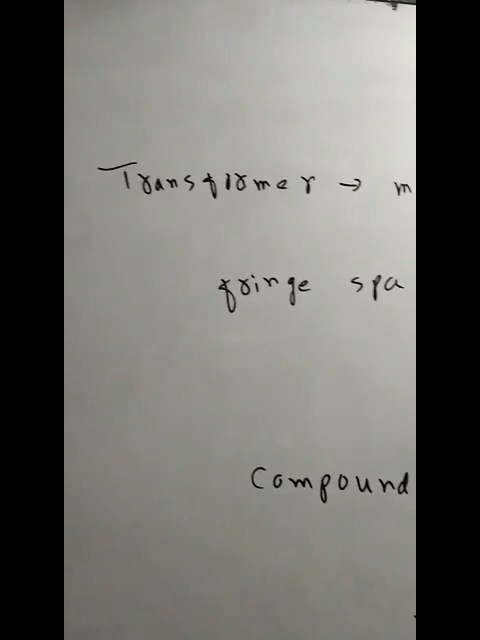 Transformer → m
fringe spa
Compound